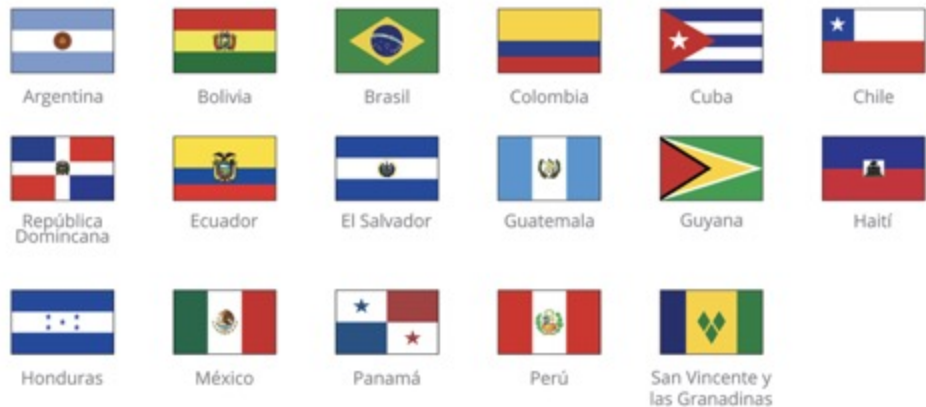 Argentina
Bolivia
Brasil
Colombia
Cuba
Chile
República
Domincana
Ecuador
El Salvador
Guatemala
Guyana
Haití
Honduras
México
Panamá
Perú
San Vincente y
las Granadinas